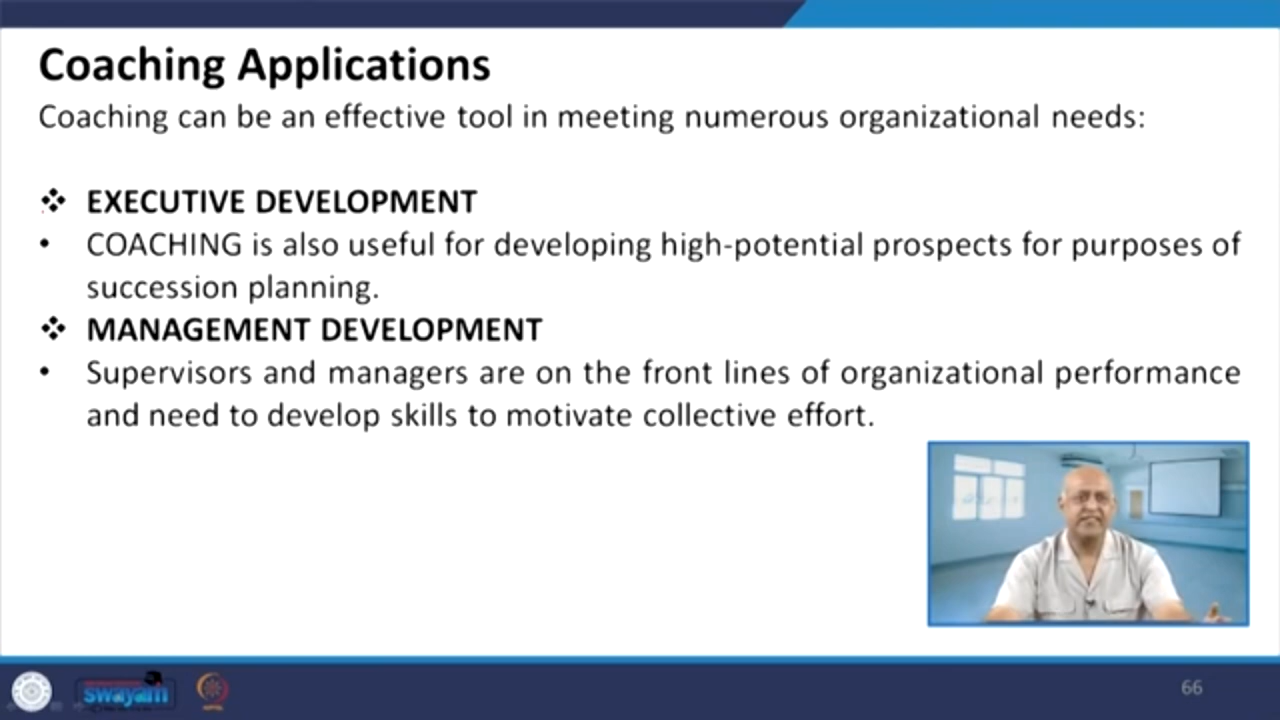 Coaching Applications
Coaching can be an effective tool in meeting numerous organizational needs:
❖ EXECUTIVE DEVELOPMENT
• COACHING is also useful for developing high-potential prospects for purposes of
succession planning.
❖ MANAGEMENT DEVELOPMENT
• Supervisors and managers are on the front lines of organizational performance
and need to develop skills to motivate collective effort.
swayam
66